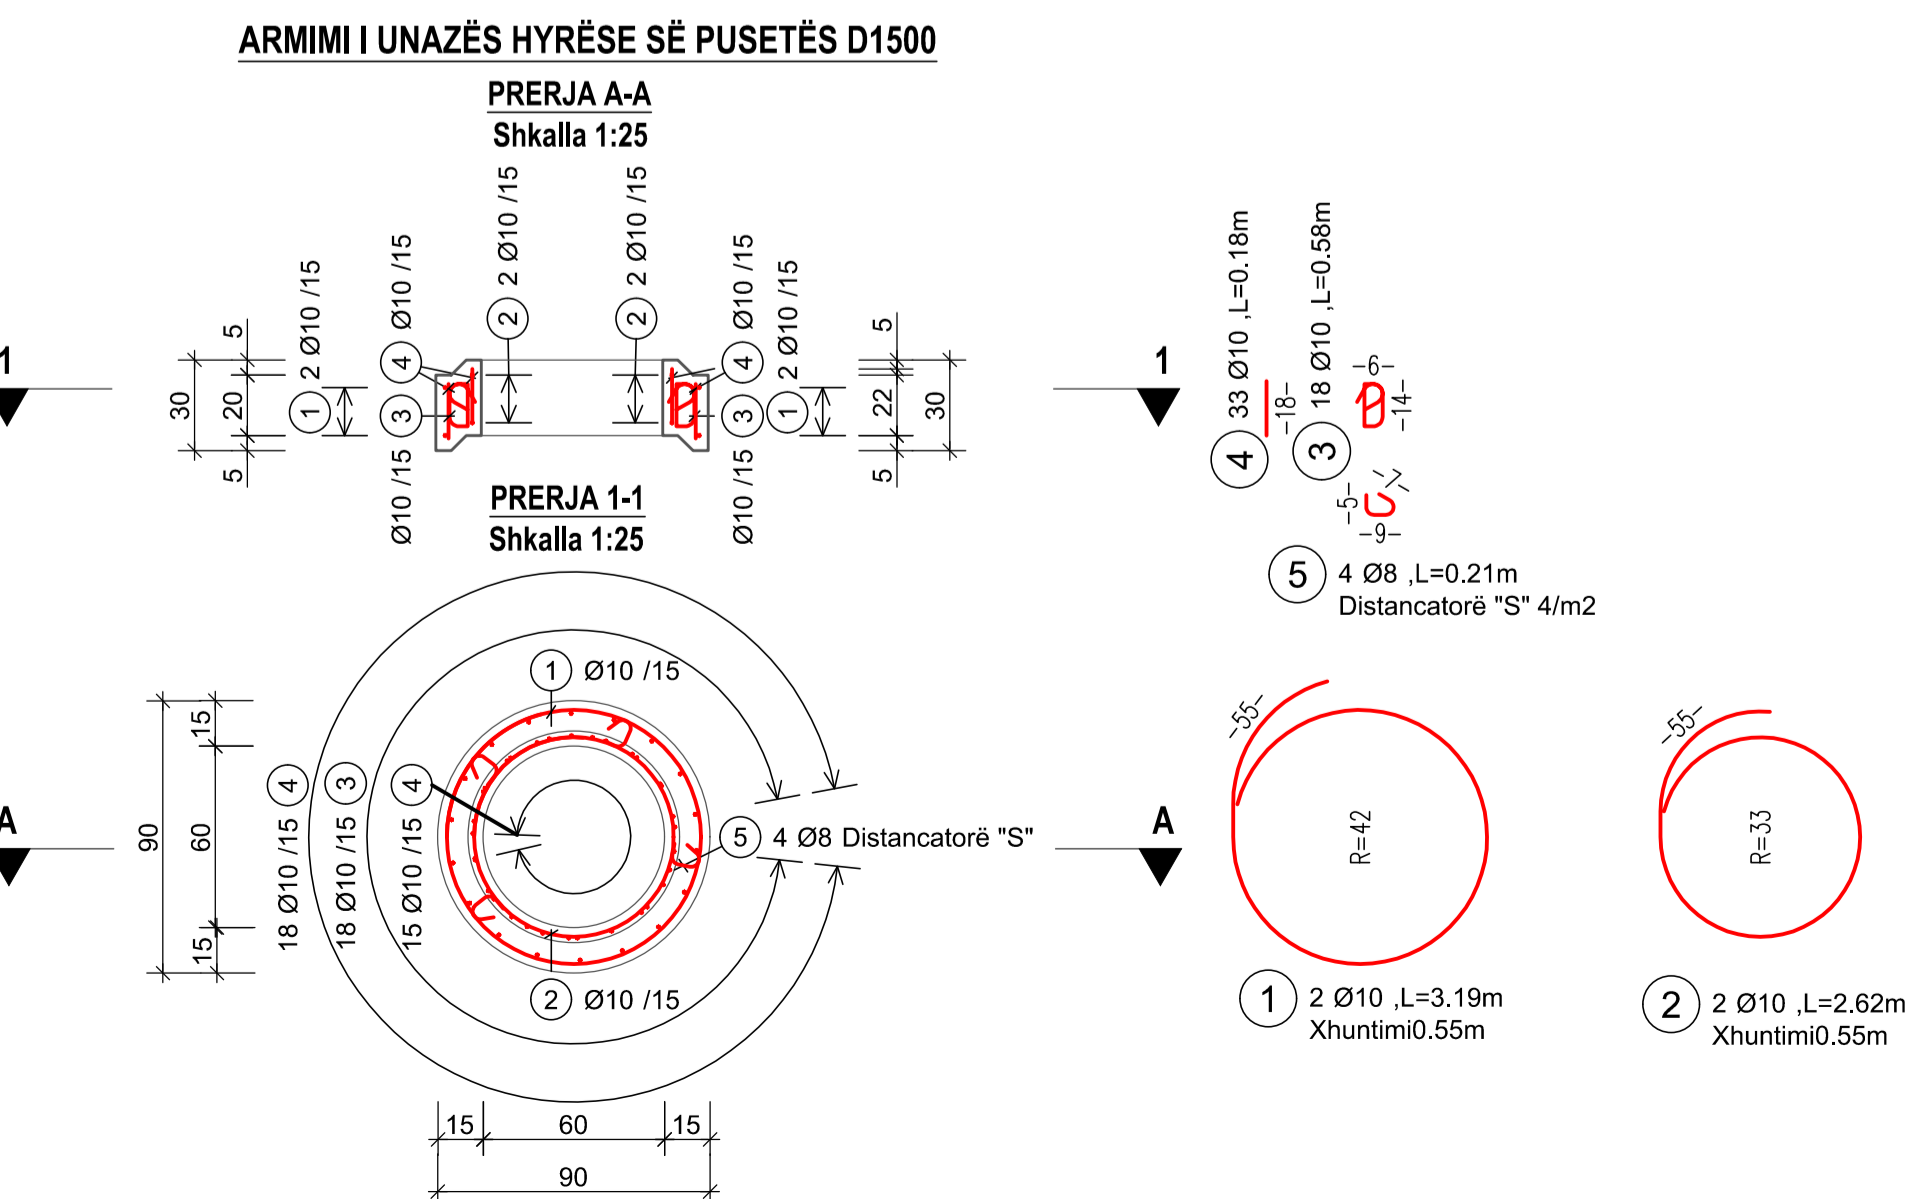 ARMIMI I UNAZËS HYRËSE SË PUSETËS D1500
PRERJA A-A
Shkalla 1:25
2 Ø10 /15
2
2 Ø10 /15
2
Ø10 /15
4
Ø10 /15
4
2 Ø10 /15
1
2 Ø10 /15
1
3
Ø10 /15
3
Ø10 /15
30
5
20
5
5
22
5
30
1
1
33 Ø10 ,L=0.18m
4
-18-
18 Ø10 ,L=0.58m
3
-6-
-14-
-7-
-5-
-9-
5
4 Ø8 ,L=0.21m
Distancatorë "S" 4/m2
PRERJA 1-1
Shkalla 1:25
1 Ø10 /15
18 Ø10 /15 4
18 Ø10 /15 3
15 Ø10 /15 4
5 4 Ø8 Distancatorë "S"
2 Ø10 /15
90
15
60
15
15 60 15
90
A
A
-55-
R=42
1
2 Ø10 ,L=3.19m
Xhuntimi0.55m
-55-
R=33
2
2 Ø10 ,L=2.62m
Xhuntimi0.55m